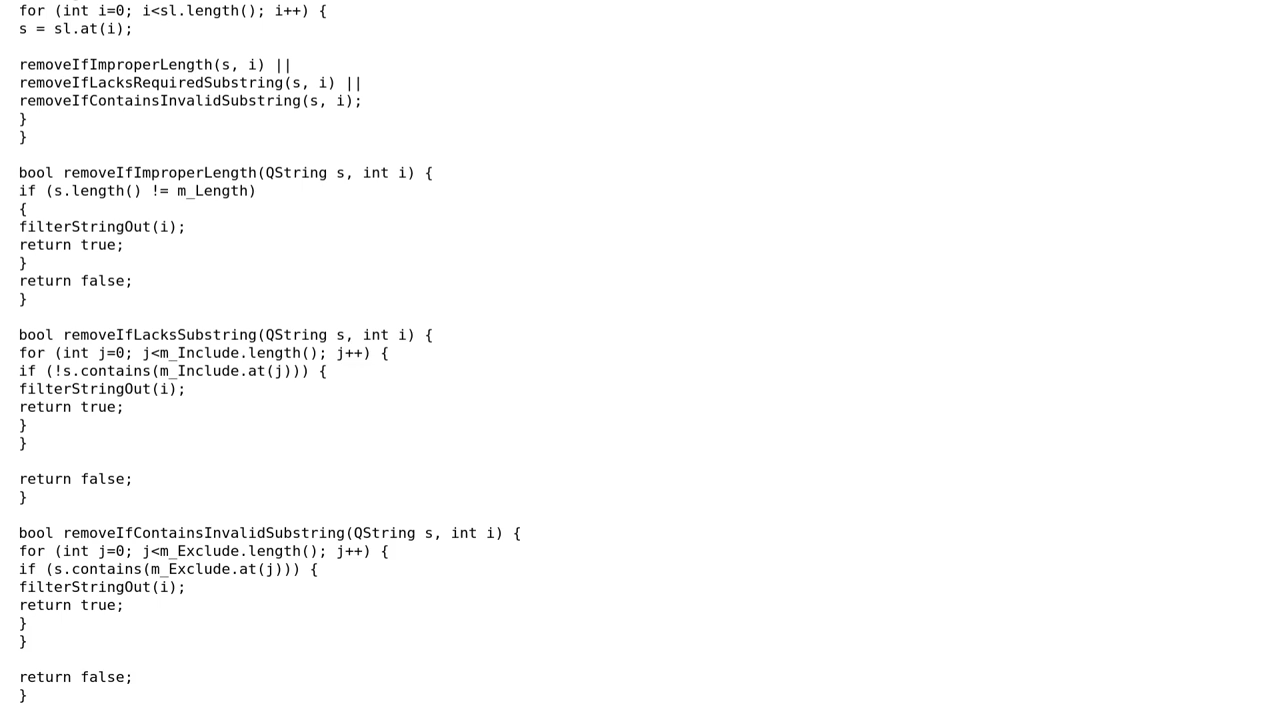 for (int i=0; i<sl.length(); i++) {
s = sl.at(i);
removeIfImproperLength(s, i) ||
removeIfLacksRequiredSubstring(s, i) ||
removeIfContainsInvalidSubstring(s, i);
}
}
bool removeIfImproperLength(QString s, int i) {
if (s.length() != m_Length)
{
filterStringOut(i);
return true;
}
return false;
}
bool removeIfLacksSubstring(QString s, int i) {
for (int j=0; j<m_Include.length(); j++) {
if (!s.contains(m_Include.at(j))) {
filterStringOut(i);
return true;
}
}
return false;
}
bool removeIfContainsInvalidSubstring(QString s, int i) {
for (int j=0; j<m_Exclude.length(); j++) {
if (s.contains(m_Exclude.at(j))) {
filterStringOut(i);
return true;
}
}
return false;
}